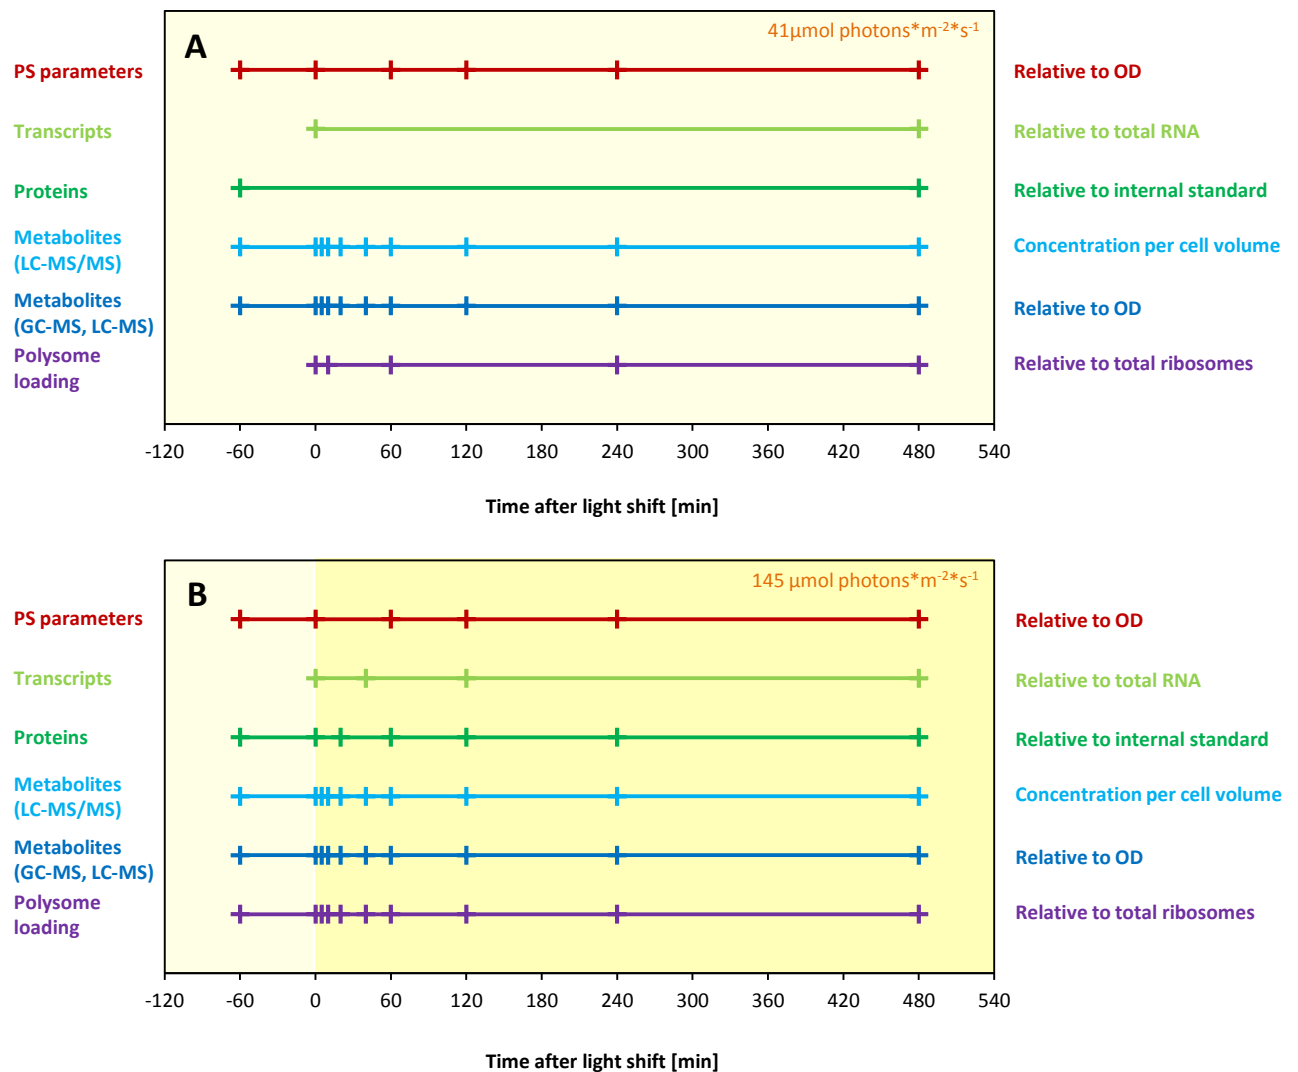 A
41µmol photons*m-2*s-1
PS parameters
Relative to OD
Transcripts
Relative to total RNA
Proteins
Relative to internal standard
Metabolites
(LC-MS/MS)
Concentration per cell volume
Metabolites
(GC-MS, LC-MS)
Relative to OD
Polysome
loading
Relative to total ribosomes
-120 -60 0 60 120 180 240 300 360 420 480 540
Time after light shift [min]
B
145 µmol photons*m-2*s-1
PS parameters
Relative to OD
Transcripts
Relative to total RNA
Proteins
Relative to internal standard
Metabolites
(LC-MS/MS)
Concentration per cell volume
Metabolites
(GC-MS, LC-MS)
Relative to OD
Polysome
loading
Relative to total ribosomes
-120 -60 0 60 120 180 240 300 360 420 480 540
Time after light shift [min]